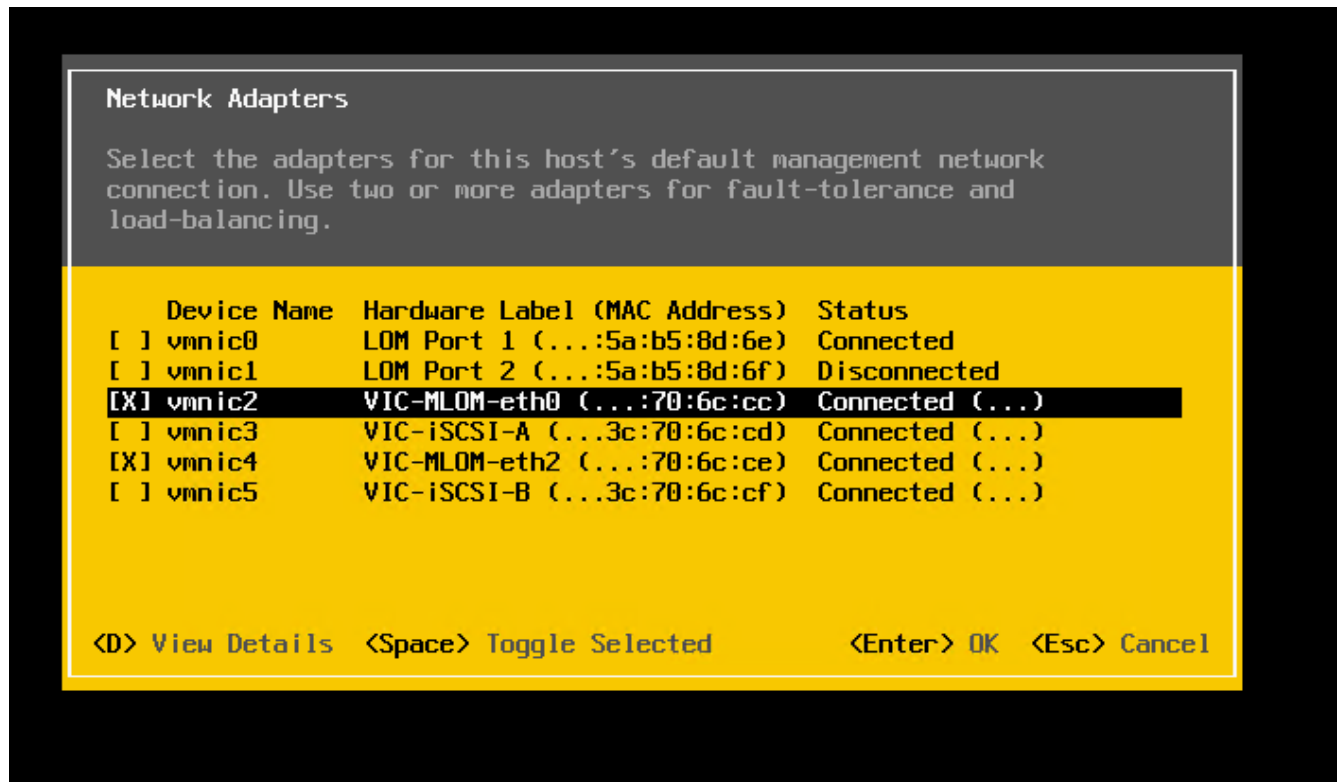 Network Adapters
Select the adapters for this host's default management network
connection. Use two or more adapters for fault-tolerance and
load-balancing.
Device Name Hardware Label (MAC Address) Status
[ ] vmnic0 LOM Port 1 (...:5a:b5:8d:6e) Connected
[ ] vmnic1 LOM Port 2 (...:5a:b5:8d:6f) Disconnected
[X] vmnic2 VIC-MLOM-eth0 (...:70:6c:cc) Connected (...)
[ ] vmnic3 VIC-iSCSI-A (...3c:70:6c:cd) Connected (...)
[X] vmnic4 VIC-MLOM-eth2 (...:70:6c:ce) Connected (...)
[ ] vmnic5 VIC-iSCSI-B (...3c:70:6c:cf) Connected (...)
<D> View Details <Space> Toggle Selected <Enter> OK <Esc> Cancel